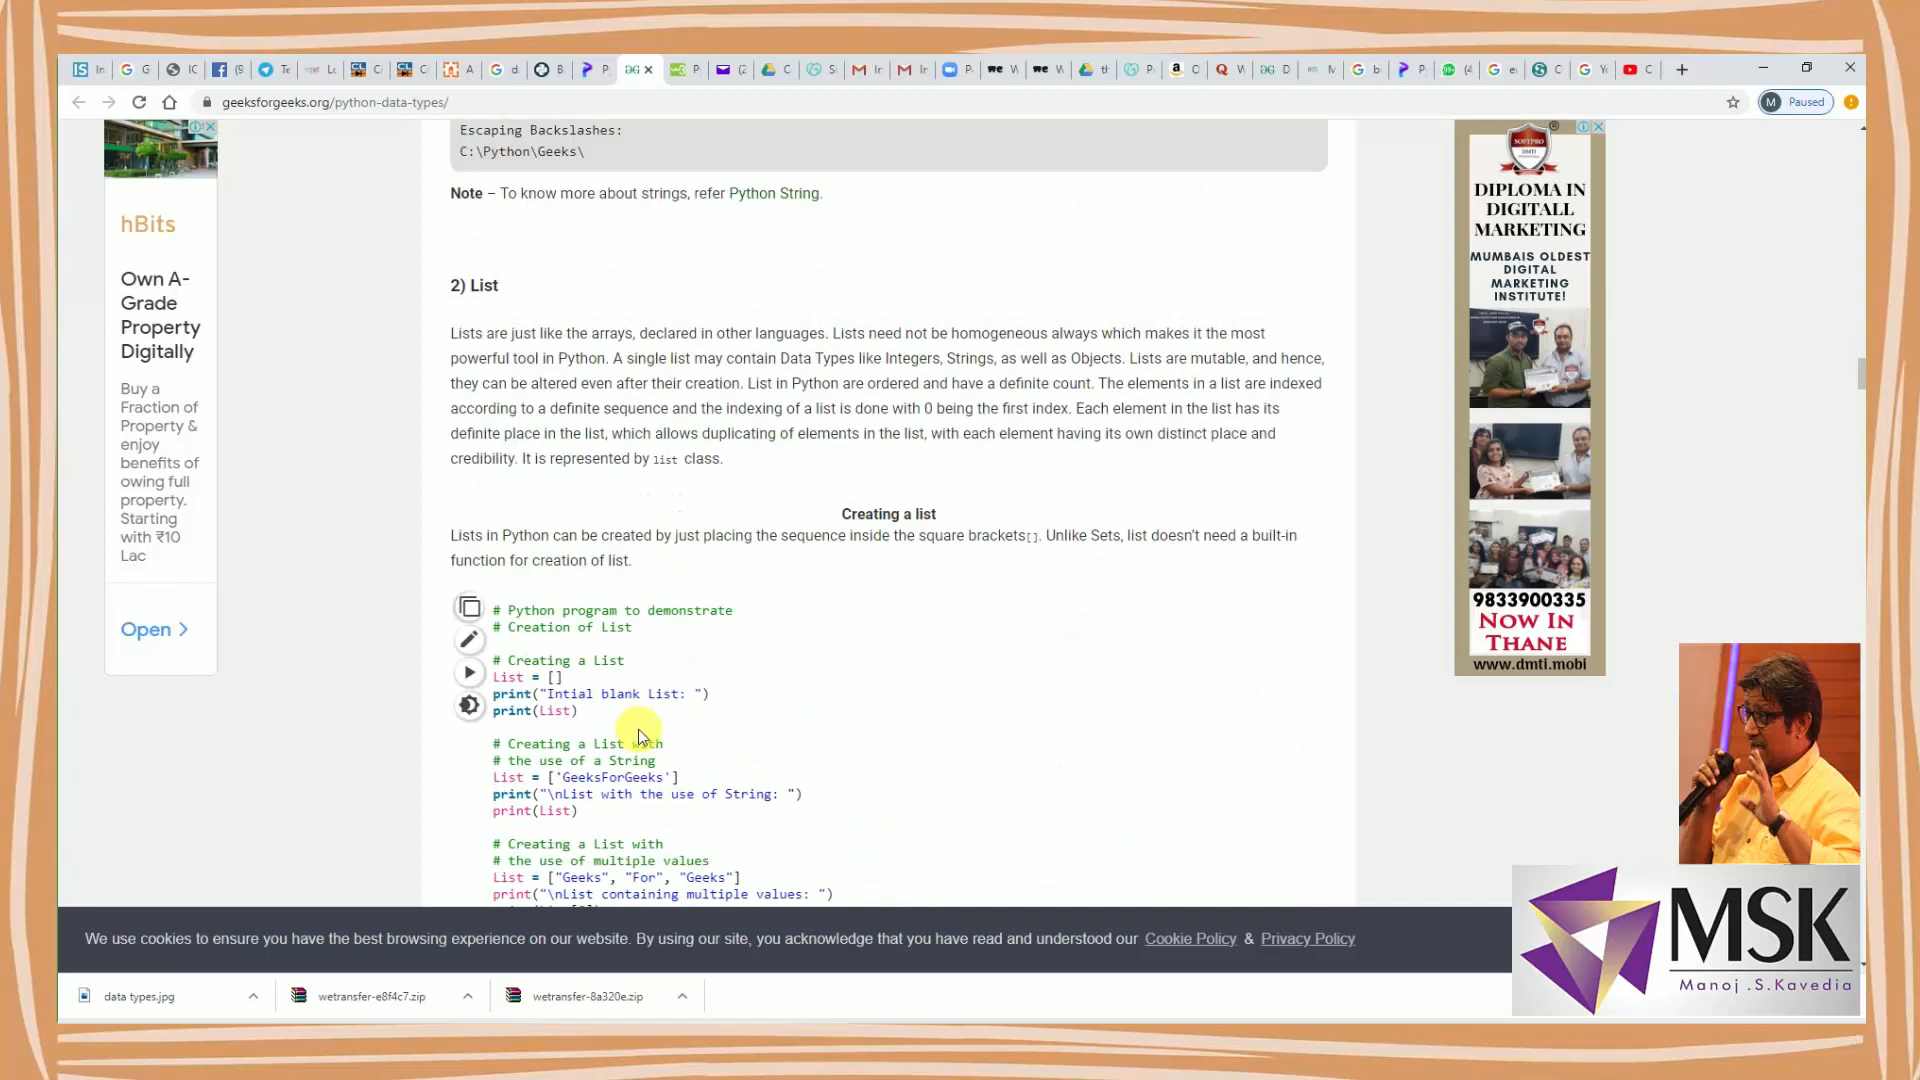 geeksforgeeks.org/python-data-types/
Paused
hBits
Own A-
Grade
Property
Digitally
Buy a
Fraction of
Property &
enjoy
benefits of
owing full
property.
Starting
with ₹10
Lac
Open
Escaping Backslashes:
C:\Python\Geeks\
Note – To know more about strings, refer Python String.
2) List
Lists are just like the arrays, declared in other languages. Lists need not be homogeneous always which makes it the most
powerful tool in Python. A single list may contain Data Types like Integers, Strings, as well as Objects. Lists are mutable, and hence,
they can be altered even after their creation. List in Python are ordered and have a definite count. The elements in a list are indexed
according to a definite sequence and the indexing of a list is done with 0 being the first index. Each element in the list has its
definite place in the list, which allows duplicating of elements in the list, with each element having its own distinct place and
credibility. It is represented by list class.
Creating a list
Lists in Python can be created by just placing the sequence inside the square brackets[]. Unlike Sets, list doesn't need a built-in
function for creation of list.
# Python program to demonstrate
# Creation of List
# Creating a List
List = []
print("Intial blank List: ")
print(List)
# Creating a List with
# the use of a String
List = ['GeeksForGeeks']
print("\nList with the use of String: ")
print(List)
# Creating a List with
# the use of multiple values
List = ["Geeks", "For", "Geeks"]
print("\nList containing multiple values: ")
SOFTPRO
DMTI
DIPLOMA IN
DIGITALL
MARKETING
MUMBAIS OLDEST
DIGITAL
MARKETING
INSTITUTE!
9833900335
NOW IN
THANE
www.dmti.mobi
We use cookies to ensure you have the best browsing experience on our website. By using our site, you acknowledge that you have read and understood our Cookie Policy & Privacy Policy
data types.jpg
wetransfer-e8f4c7.zip
wetransfer-8a320e.zip
MSK
Manoj .S.Kavedia